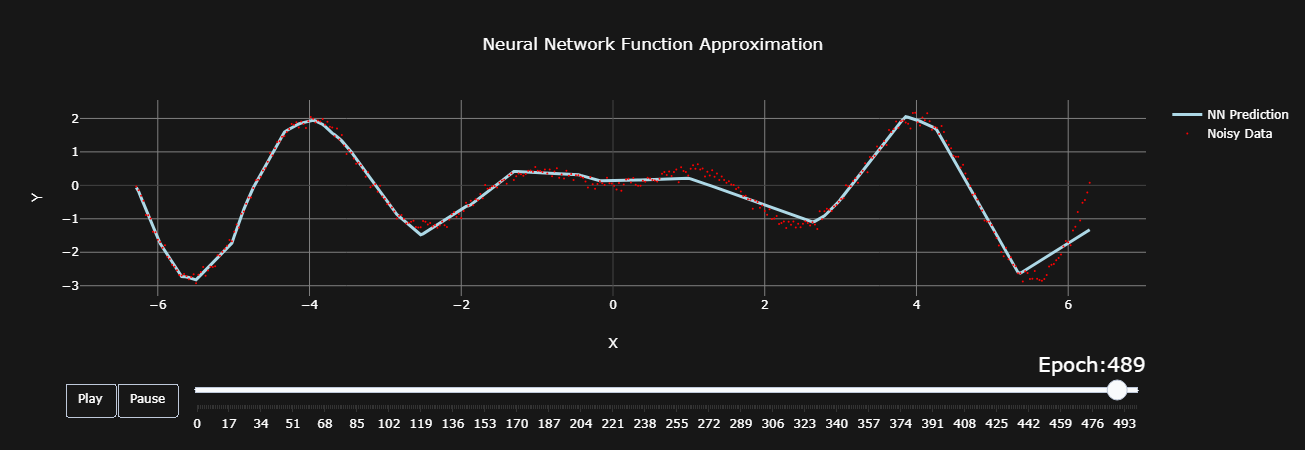 Neural Network Function Approximation
NN Prediction
Noisy Data
2
1
0
−1
−2
−3
Y
−6
−4
−2
0
2
4
6
X
Epoch:489
Play
Pause
0 17 34 51 68 85 102 119 136 153 170 187 204 221 238 255 272 289 306 323 340 357 374 391 408 425 442 459 476 493